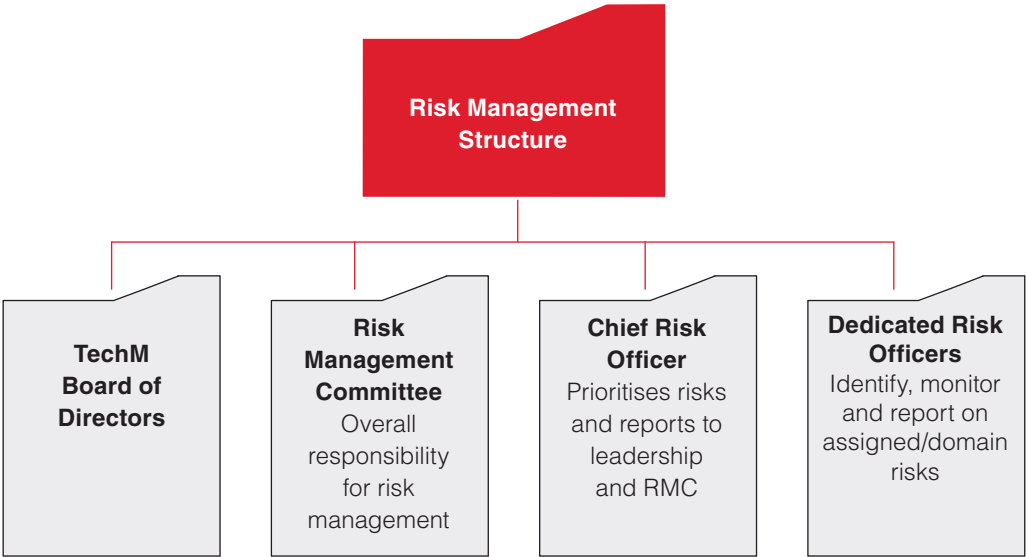 Risk Management
Structure
TechM
Board of
Directors
Risk
Management
Committee
Overall
responsibility
for risk
management
Chief Risk
Officer
Prioritises risks
and reports to
leadership
and RMC
Dedicated Risk
Officers
Identify, monitor
and report on
assigned/domain
risks